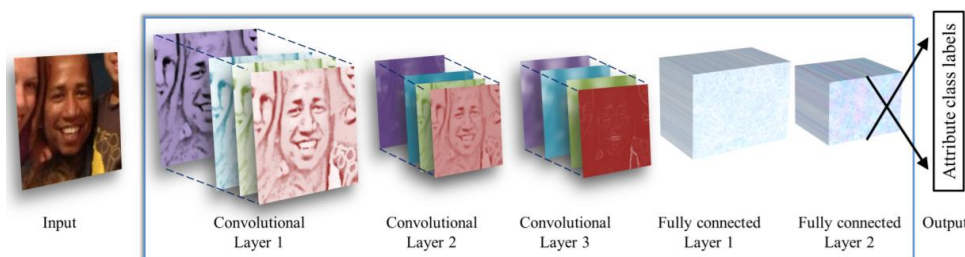 Attribute class labels
Input
Convolutional
Layer 1
Convolutional
Layer 2
Convolutional
Layer 3
Fully connected
Layer 1
Fully connected
Layer 2
Output